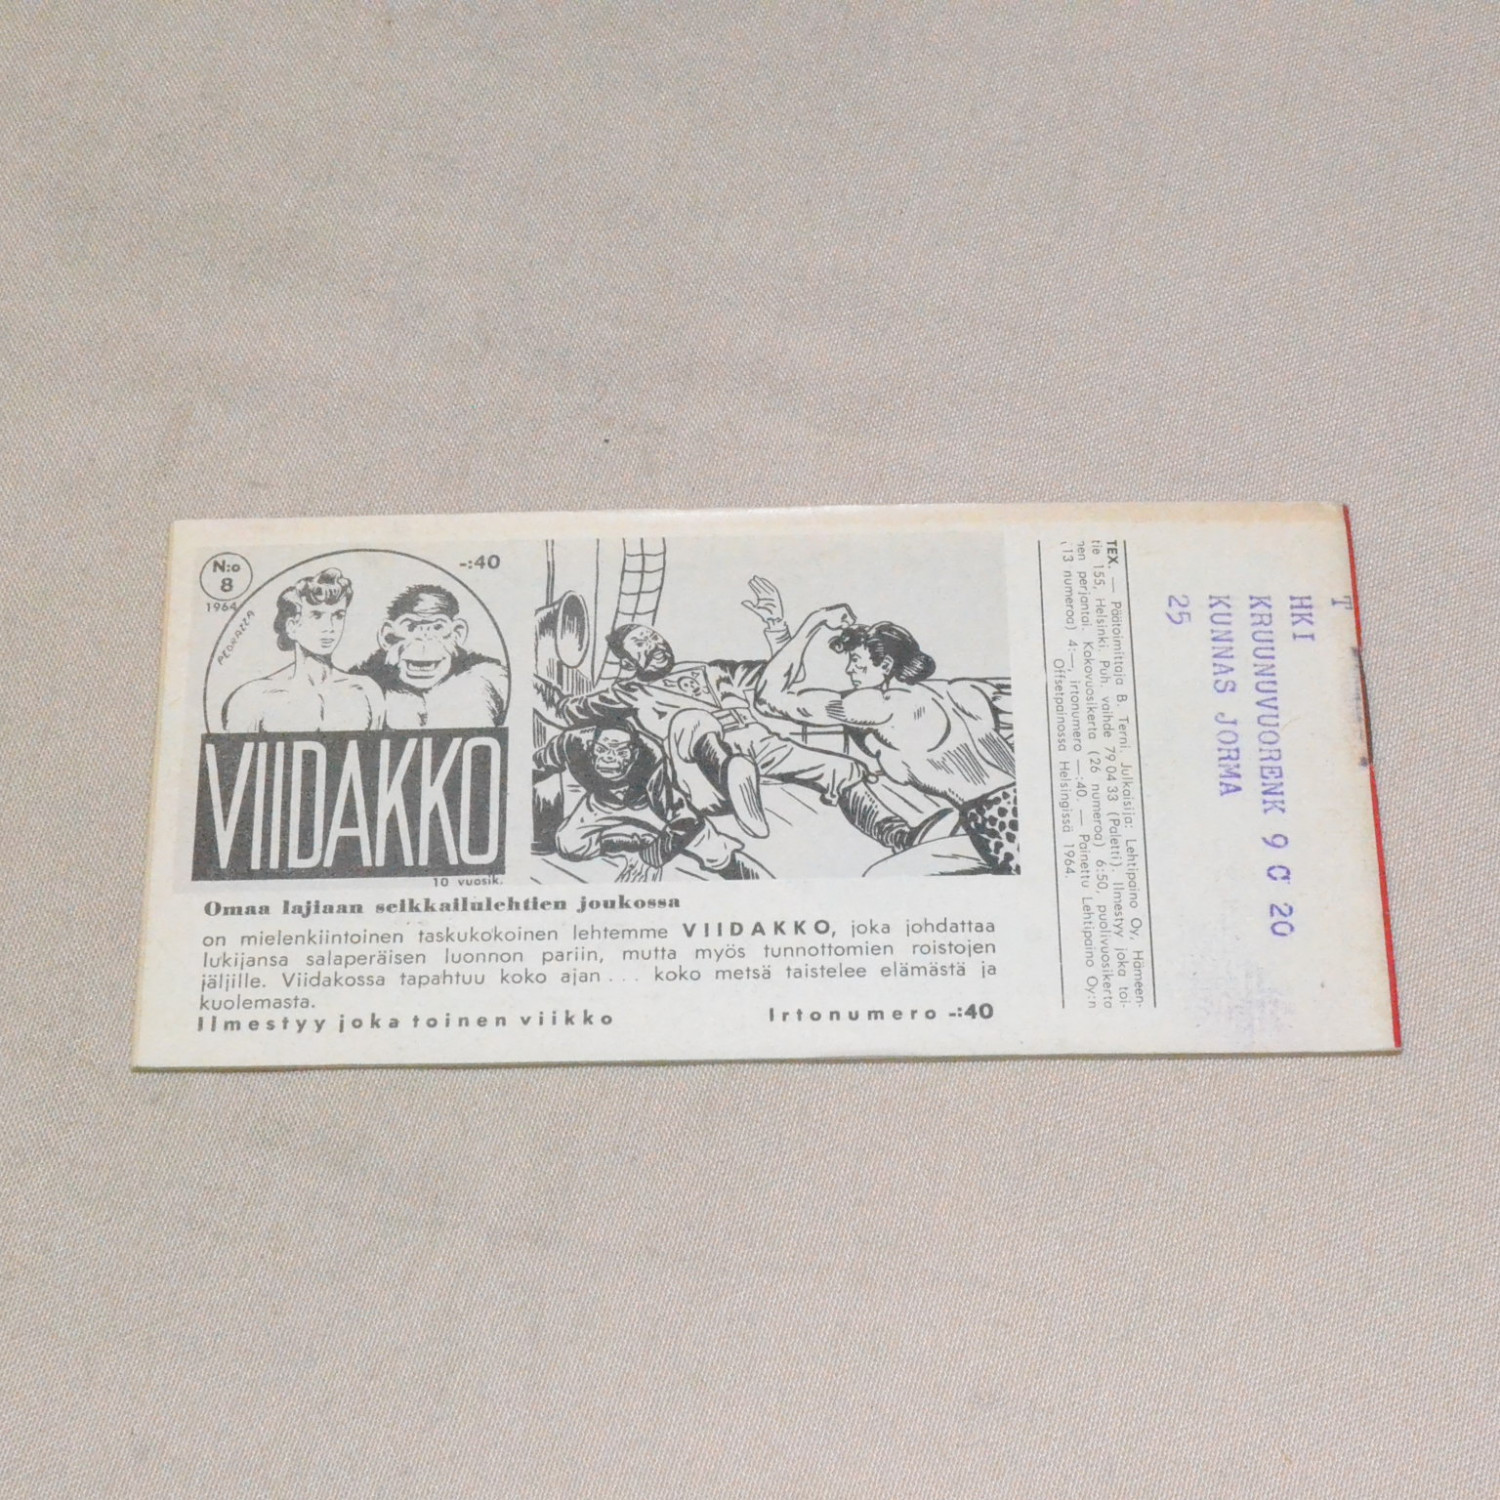 N:o
8
1964
-:40
PEDRAZZA
VIIDAKKO
10 vuosik.
Omaa lajiaan seikkailulehtien joukossa
on mielenkiintoinen taskukokoinen lehtemme VIIDAKKO, joka johdattaa
lukijansa salaperäisen luonnon pariin, mutta myös tunnottomien roistojen
jäljille. Viidakossa tapahtuu koko ajan . . . koko metsä taistelee elämästä ja
kuolemasta.
Ilmestyy joka toinen viikko
Irtonumero -:40
TEX. — Päätoimittaja B. Terni. Julkaisija: Lehtipaino Oy, Hämeen-
tie 155, Helsinki. Puh. vaihde 79 04 33 (Paletti). Ilmestyy joka toi-
nen perjantai. Kokovuosikerta (26 numeroa) 6:50, puolivuosikerta
(13 numeroa) 4:—, irtonumero —:40. — Painettu Lehtipaino Oy:n
Offsetpainossa Helsingissä 1964.
T
HKI
KRUUNUVUORENK 9 C 20
KUNNAS JORMA
25